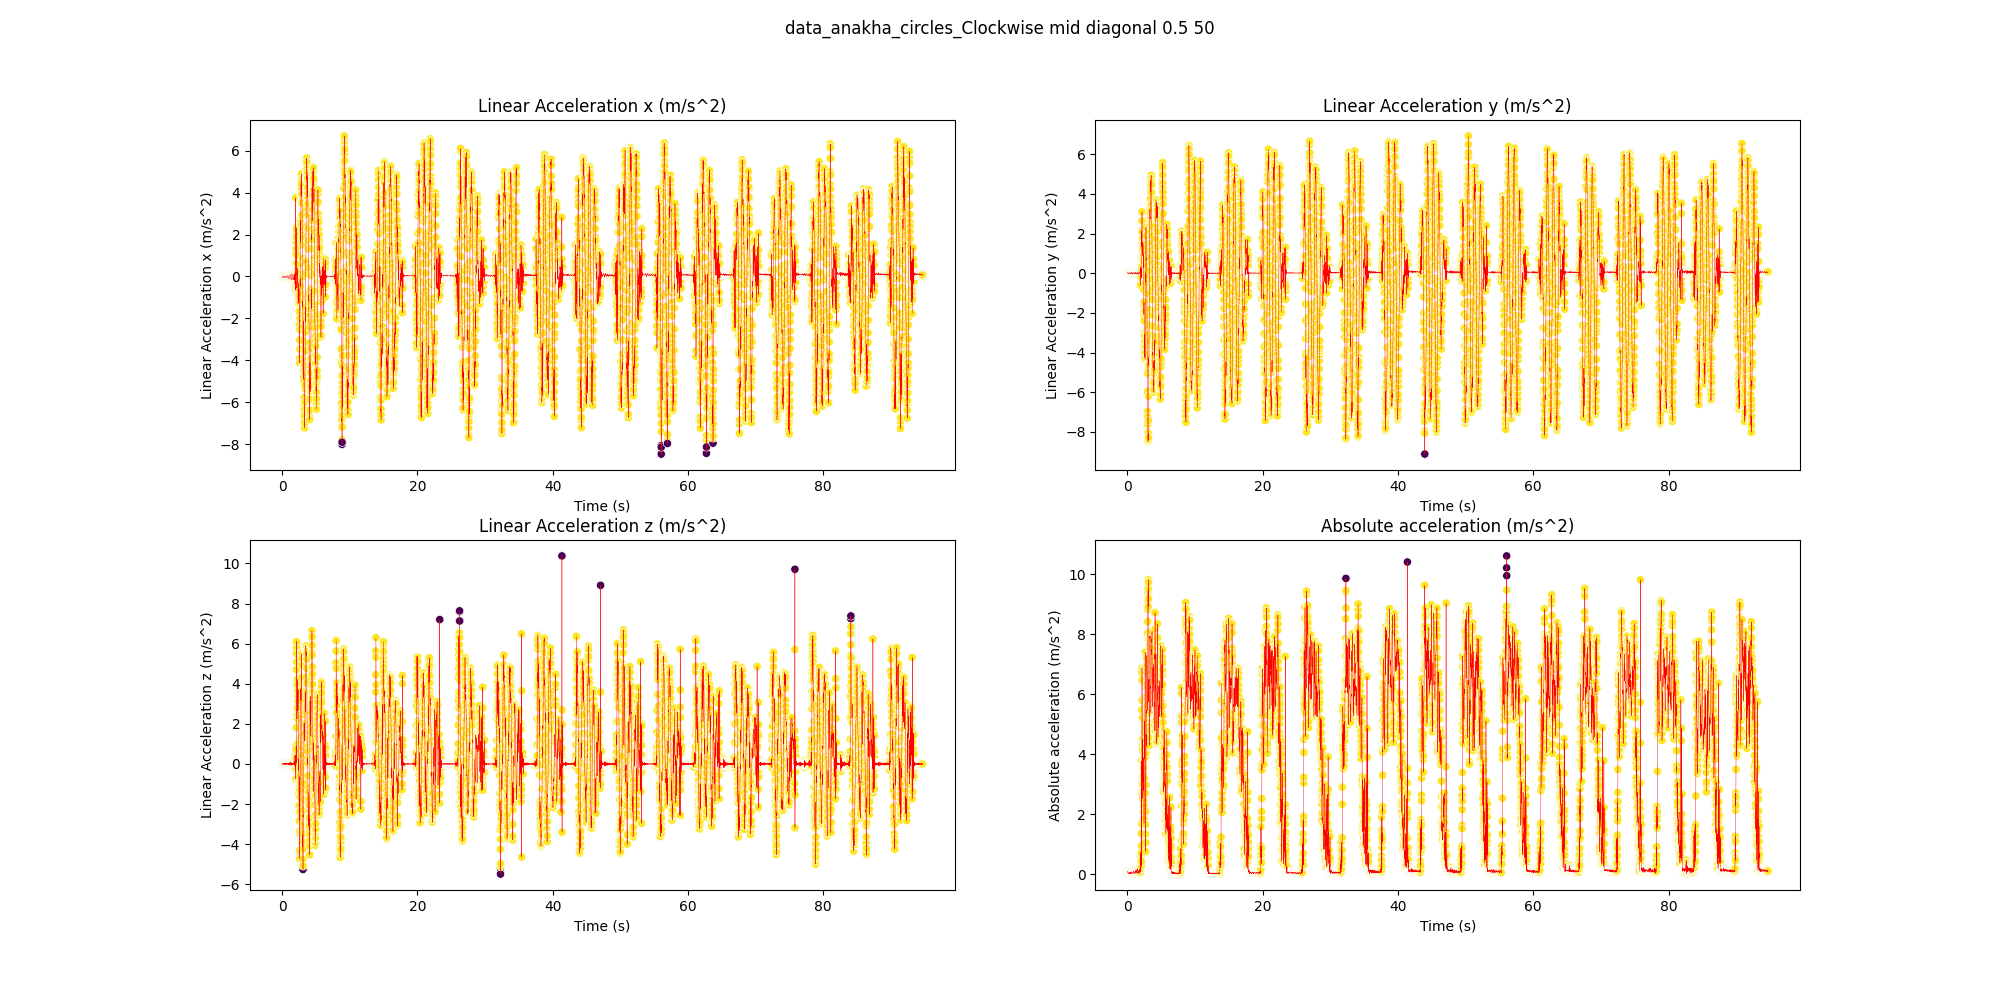 data_anakha_circles_Clockwise mid diagonal 0.5 50
Linear Acceleration x (m/s^2)
Linear Acceleration x (m/s^2)
6
4
2
0
−2
−4
−6
−8
0 20 40 60 80
Time (s)
Linear Acceleration y (m/s^2)
Linear Acceleration y (m/s^2)
6
4
2
0
−2
−4
−6
−8
0 20 40 60 80
Time (s)
Linear Acceleration z (m/s^2)
Linear Acceleration z (m/s^2)
10
8
6
4
2
0
−2
−4
−6
0 20 40 60 80
Time (s)
Absolute acceleration (m/s^2)
Absolute acceleration (m/s^2)
10
8
6
4
2
0
0 20 40 60 80
Time (s)